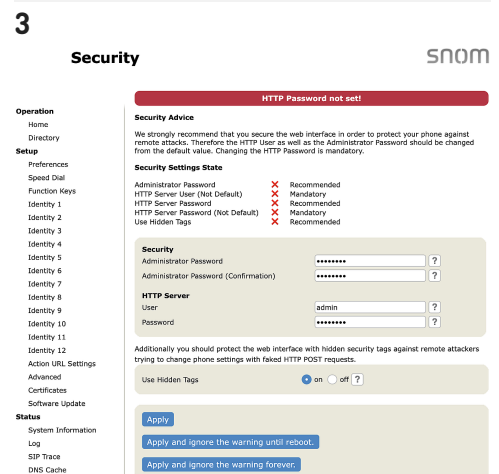 3
Security
snom
HTTP Password not set!
Operation
Home
Directory
Setup
Preferences
Speed Dial
Function Keys
Identity 1
Identity 2
Identity 3
Identity 4
Identity 5
Identity 6
Identity 7
Identity 8
Identity 9
Identity 10
Identity 11
Identity 12
Action URL Settings
Advanced
Certificates
Software Update
Status
System Information
Log
SIP Trace
DNS Cache
Security Advice
We strongly recommend that you secure the web interface in order to protect your phone against
remote attacks. Therefore the HTTP User as well as the Administrator Password should be changed
from the default value. Changing the HTTP Password is mandatory.
Security Settings State
Administrator Password Recommended
HTTP Server User (Not Default) Mandatory
HTTP Server Password Recommended
HTTP Server Password (Not Default) Mandatory
Use Hidden Tags Recommended
Security
Administrator Password •••••••• ?
Administrator Password (Confirmation) •••••••• ?
HTTP Server
User admin ?
Password •••••••• ?
Additionally you should protect the web interface with hidden security tags against remote attackers
trying to change phone settings with faked HTTP POST requests.
Use Hidden Tags on off ?
Apply
Apply and ignore the warning until reboot.
Apply and ignore the warning forever.